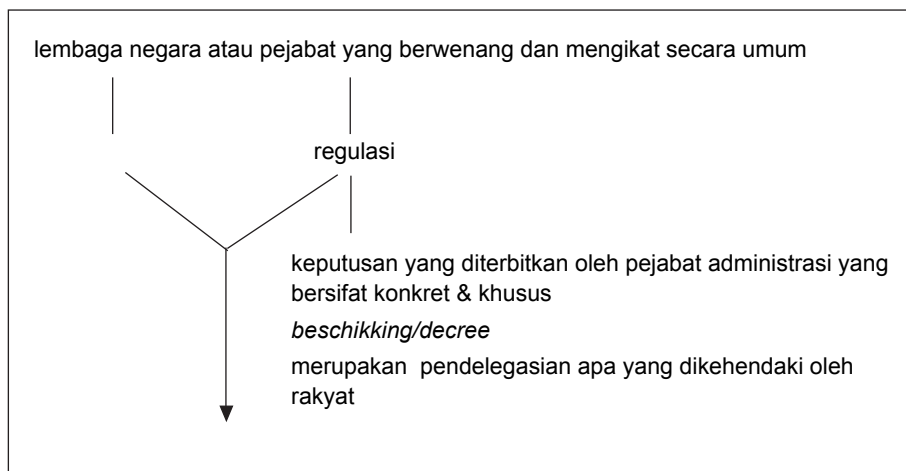 lembaga negara atau pejabat yang berwenang dan mengikat secara umum
regulasi
keputusan yang diterbitkan oleh pejabat administrasi yang
bersifat konkret & khusus
beschikking/decree
merupakan pendelegasian apa yang dikehendaki oleh
rakyat